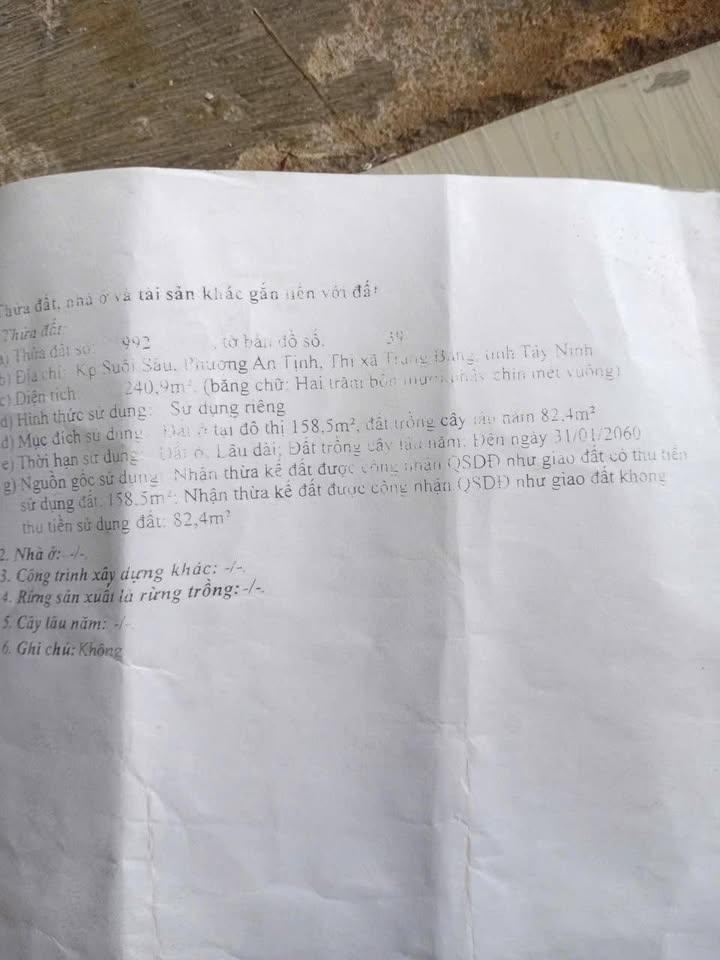 Thửa đất, nhà ở và tài sản khác gắn liền với đất
Thửa đất:
a) Thửa đất số: 992 , tờ bản đồ số: 39
b) Địa chỉ: Kp Suối Sâu, Phường An Tịnh, Thị xã Trảng Bàng, tỉnh Tây Ninh
c) Diện tích: 240,9m², (bằng chữ: Hai trăm bốn mươi phẩy chín mét vuông)
d) Hình thức sử dụng: Sử dụng riêng
đ) Mục đích sử dụng: Đất ở tại đô thị 158,5m², đất trồng cây lâu năm 82,4m²
e) Thời hạn sử dụng: Đất ở: Lâu dài; Đất trồng cây lâu năm: Đến ngày 31/01/2060
g) Nguồn gốc sử dụng: Nhận thừa kế đất được công nhận QSDĐ như giao đất có thu tiền
sử dụng đất: 158,5m²; Nhận thừa kế đất được công nhận QSDĐ như giao đất không
thu tiền sử dụng đất: 82,4m²
2. Nhà ở: -/-.
3. Công trình xây dựng khác: -/-.
4. Rừng sản xuất là rừng trồng: -/-.
5. Cây lâu năm: -/-.
6. Ghi chú: Không